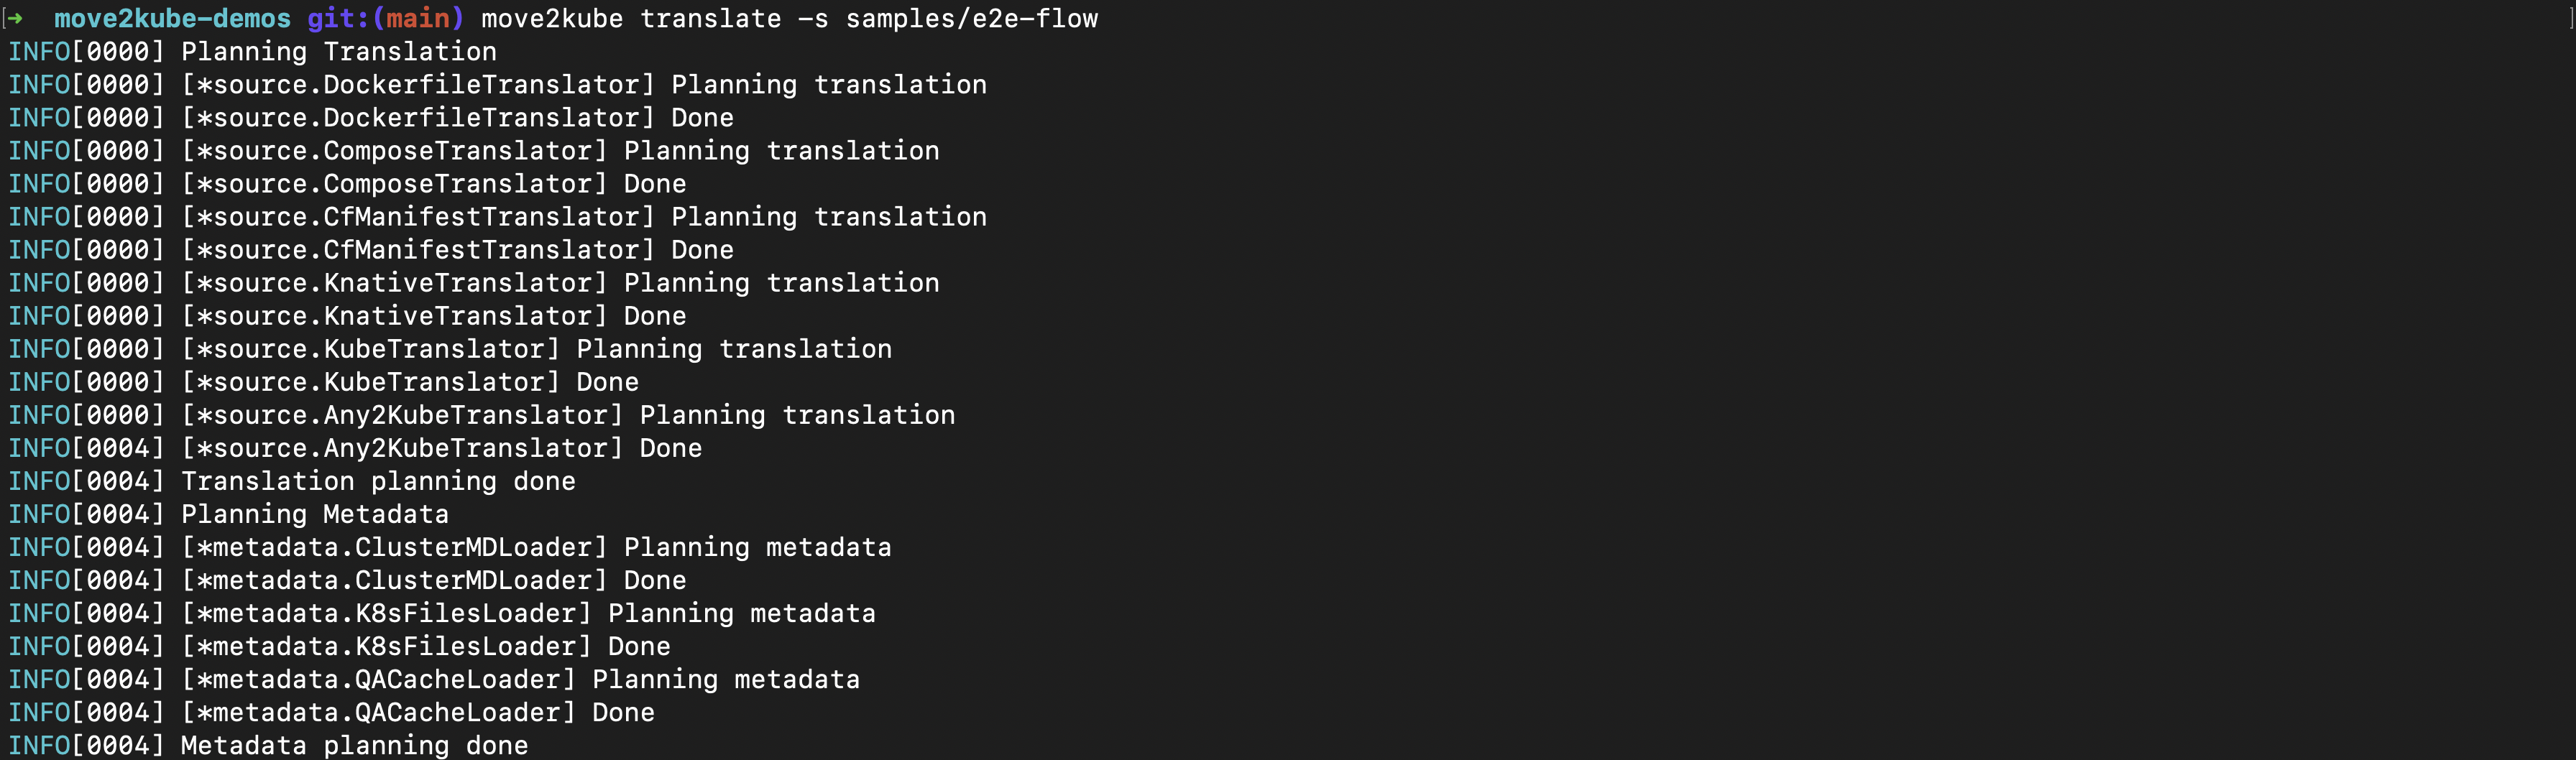 [➜  move2kube-demos git:(main) move2kube translate -s samples/e2e-flow ]
INFO[0000] Planning Translation
INFO[0000] [*source.DockerfileTranslator] Planning translation
INFO[0000] [*source.DockerfileTranslator] Done
INFO[0000] [*source.ComposeTranslator] Planning translation
INFO[0000] [*source.ComposeTranslator] Done
INFO[0000] [*source.CfManifestTranslator] Planning translation
INFO[0000] [*source.CfManifestTranslator] Done
INFO[0000] [*source.KnativeTranslator] Planning translation
INFO[0000] [*source.KnativeTranslator] Done
INFO[0000] [*source.KubeTranslator] Planning translation
INFO[0000] [*source.KubeTranslator] Done
INFO[0000] [*source.Any2KubeTranslator] Planning translation
INFO[0004] [*source.Any2KubeTranslator] Done
INFO[0004] Translation planning done
INFO[0004] Planning Metadata
INFO[0004] [*metadata.ClusterMDLoader] Planning metadata
INFO[0004] [*metadata.ClusterMDLoader] Done
INFO[0004] [*metadata.K8sFilesLoader] Planning metadata
INFO[0004] [*metadata.K8sFilesLoader] Done
INFO[0004] [*metadata.QACacheLoader] Planning metadata
INFO[0004] [*metadata.QACacheLoader] Done
INFO[0004] Metadata planning done